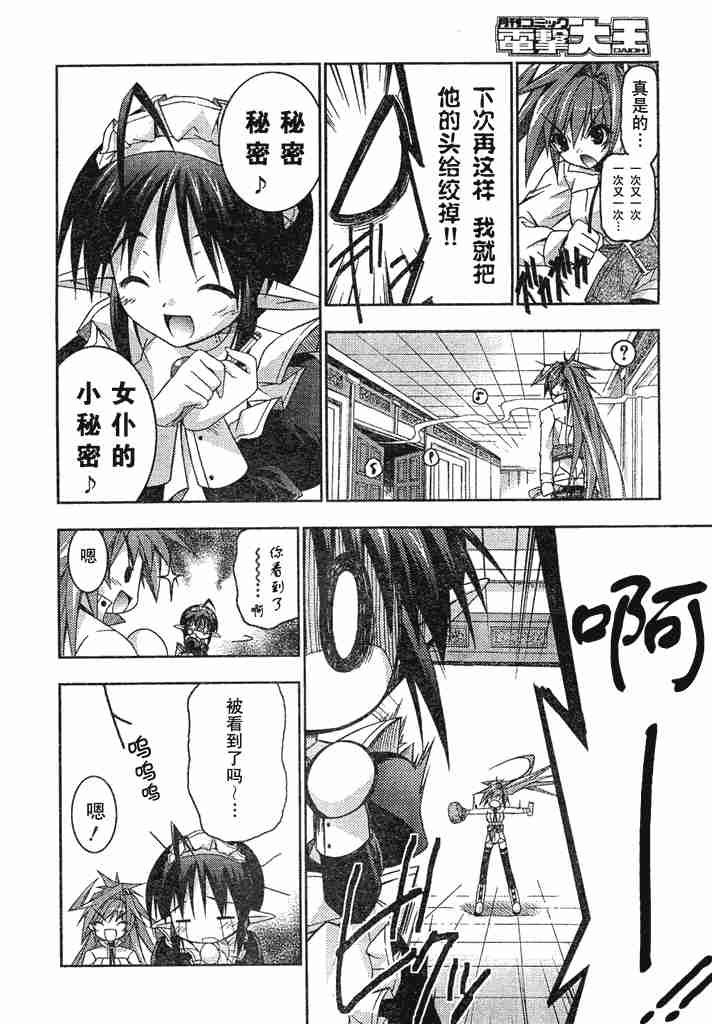 月刊コミック
電撃大王
DAIOH
真是的…
一次又一次
一次又一次…
下次再这样 我就把
他的头给绞掉!!
?
♪
秘密
秘密♪
女仆的
小秘密♪
啊——
你看到了
~~~~啊
嗯
被看到了吗~…
呜呜呜
嗯!